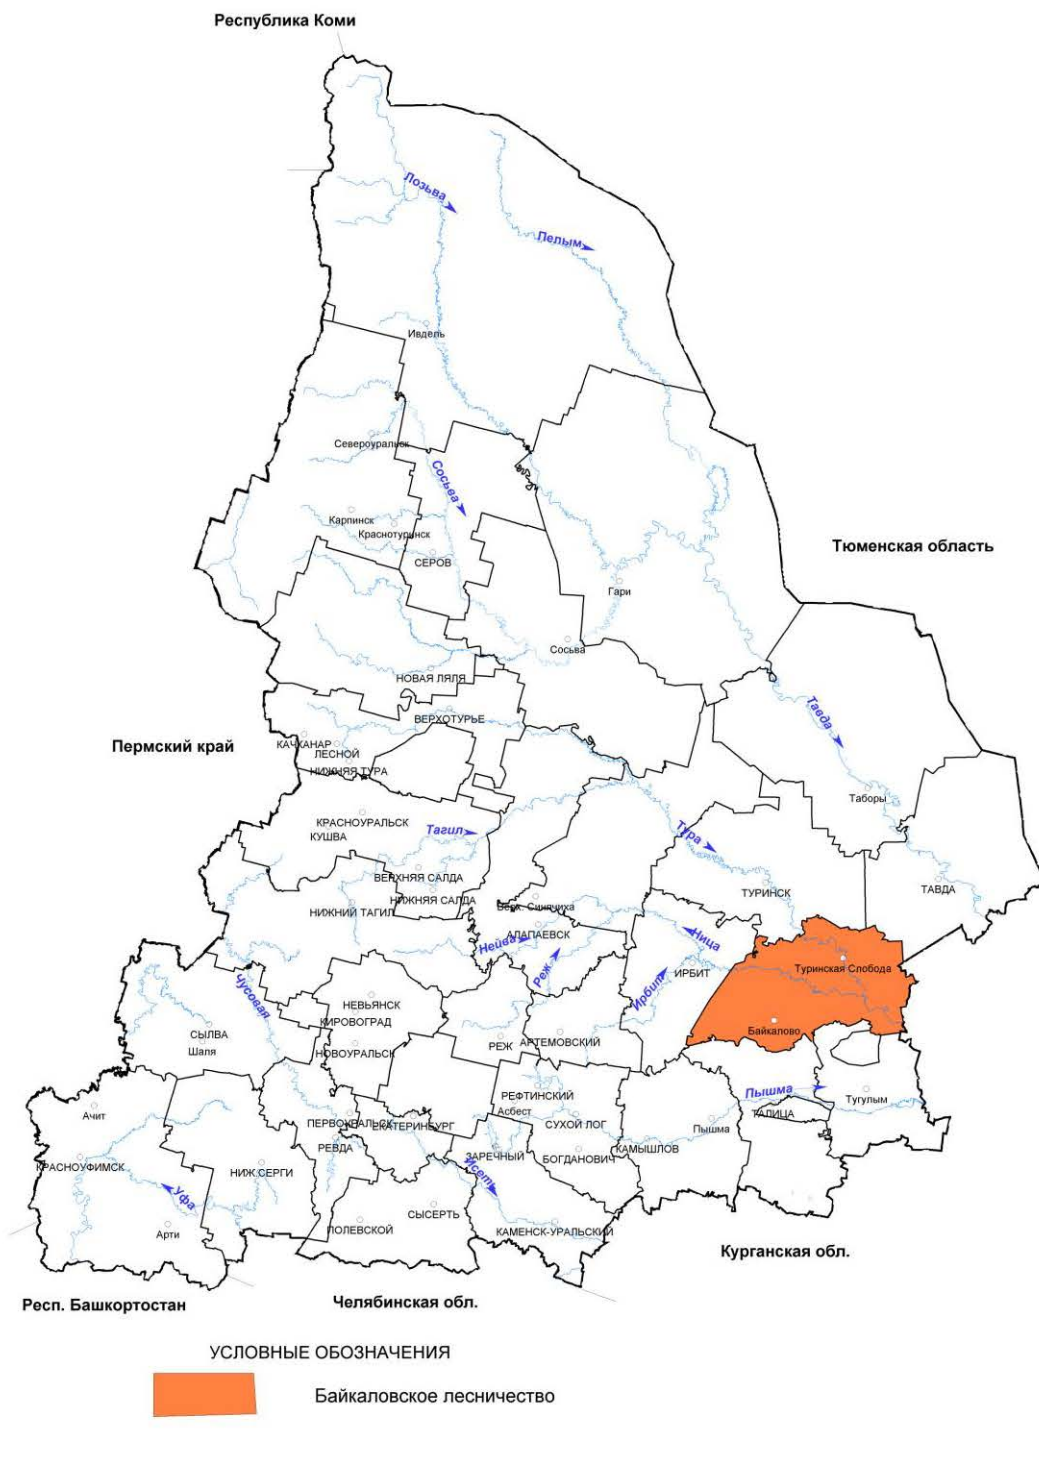 Республика Коми
Лозьва
Пелым
Ивдель
Североуральск
Сосьва
Карпинск
Краснотурьинск
СЕРОВ
Тюменская область
Гари
Сосьва
НОВАЯ ЛЯЛЯ
Тавда
ВЕРХОТУРЬЕ
Пермский край
КАЧКАНАР
ЛЕСНОЙ
НИЖНЯЯ ТУРА
Таборы
КРАСНОУРАЛЬСК
КУШВА
Тагил
Тура
ВЕРХНЯЯ САЛДА
ТУРИНСК
ТАВДА
НИЖНЯЯ САЛДА
НИЖНИЙ ТАГИЛ
Верх. Синячиха
АЛАПАЕВСК
Нейва
Ница
Реж
Ирбит
ИРБИТ
Туринская Слобода
Чусовая
НЕВЬЯНСК
КИРОВОГРАД
СЫЛВА
Шаля
НОВОУРАЛЬСК
РЕЖ
АРТЕМОВСКИЙ
Байкалово
РЕФТИНСКИЙ
Асбест
Пышма
Тугулым
ТАЛИЦА
Ачит
ПЕРВОУРАЛЬСК
ЕКАТЕРИНБУРГ
СУХОЙ ЛОГ
Пышма
РЕВДА
ЗАРЕЧНЫЙ
БОГДАНОВИЧ
КАМЫШЛОВ
КРАСНОУФИМСК
НИЖ.СЕРГИ
Исеть
Уфа
СЫСЕРТЬ
Арти
ПОЛЕВСКОЙ
КАМЕНСК-УРАЛЬСКИЙ
Курганская обл.
Респ. Башкортостан
Челябинская обл.
УСЛОВНЫЕ ОБОЗНАЧЕНИЯ
Байкаловское лесничество